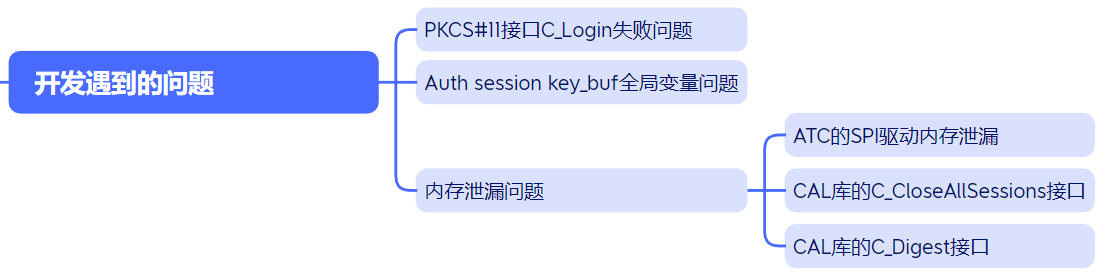 开发遇到的问题
PKCS#11接口C_Login失败问题
Auth session key_buf全局变量问题
内存泄漏问题
ATC的SPI驱动内存泄漏
CAL库的C_CloseAllSessions接口
CAL库的C_Digest接口